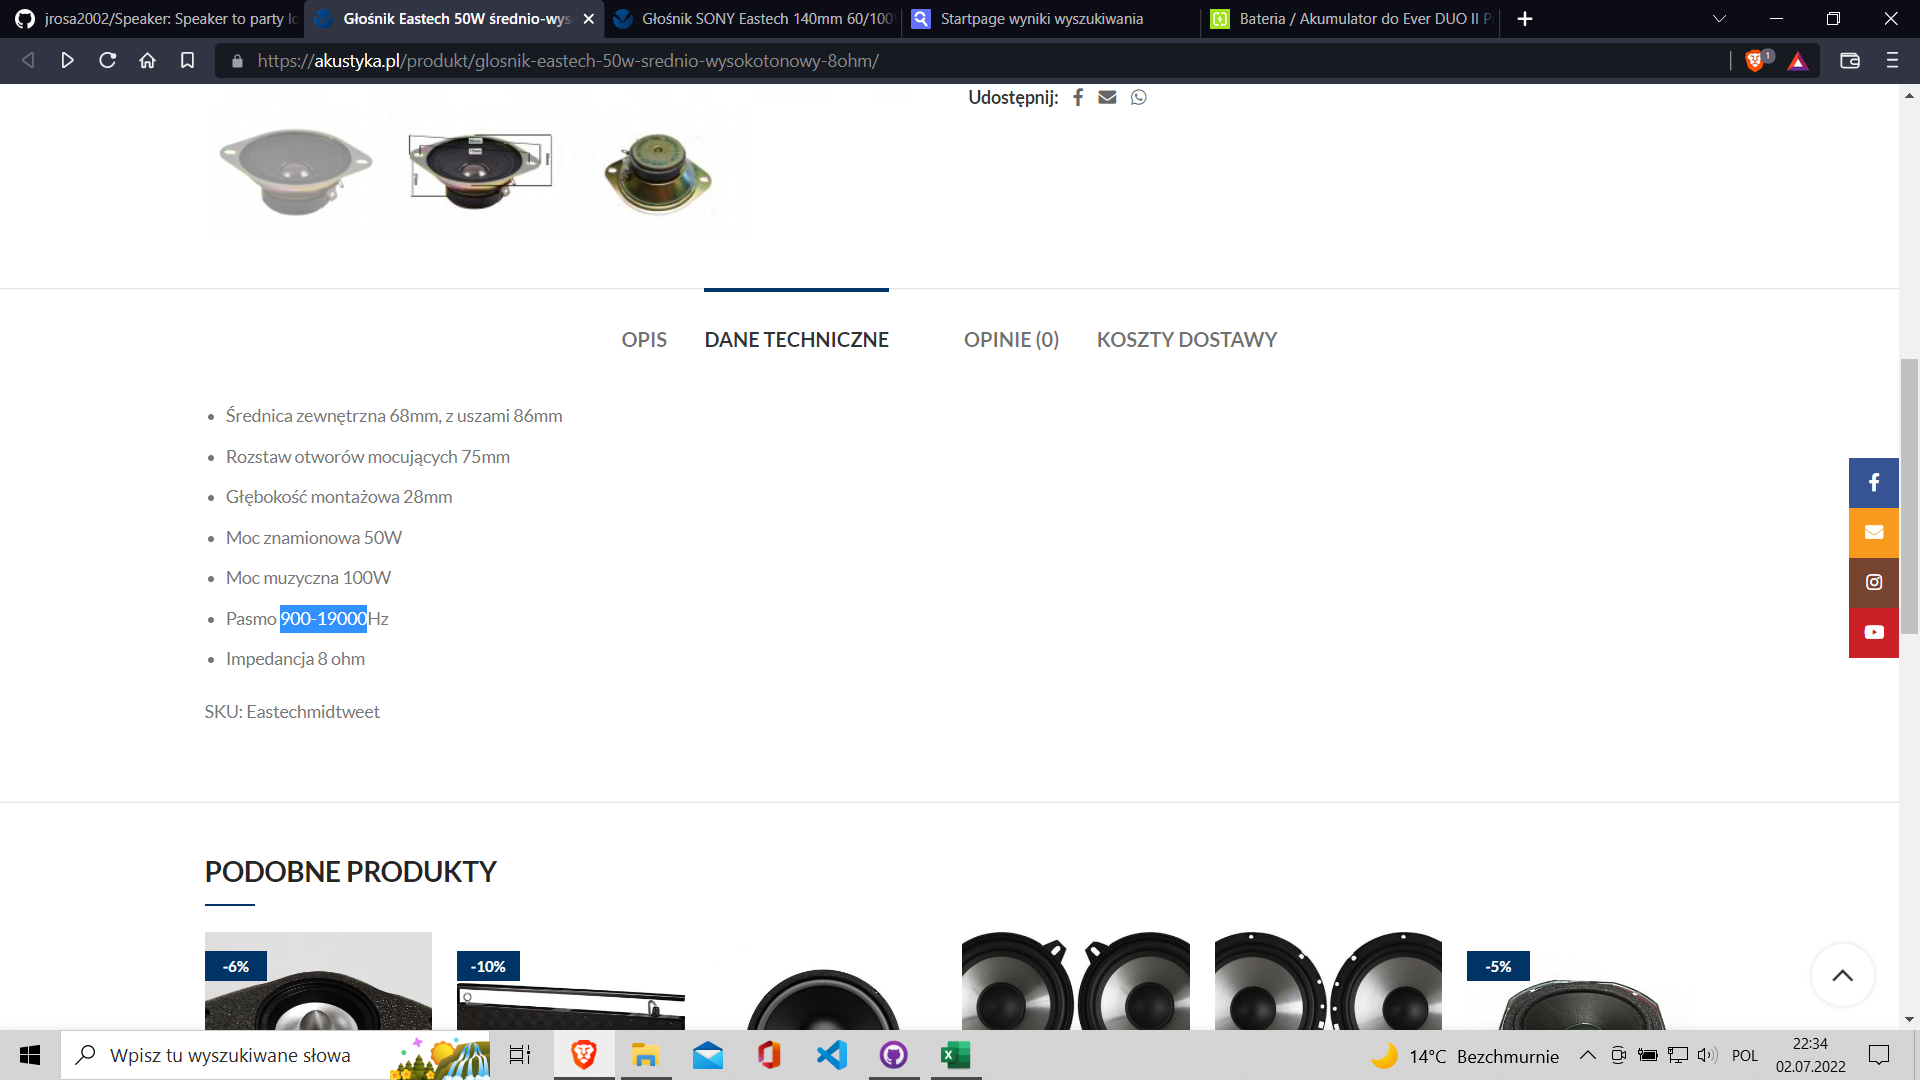 jrosa2002/Speaker: Speaker to party lo
Głośnik Eastech 50W średnio-wys
Głośnik SONY Eastech 140mm 60/100
Startpage wyniki wyszukiwania
Bateria / Akumulator do Ever DUO II P
https://akustyka.pl/produkt/glosnik-eastech-50w-srednio-wysokotonowy-8ohm/
1
Udostępnij:
OPIS
DANE TECHNICZNE
OPINIE (0)
KOSZTY DOSTAWY
• Średnica zewnętrzna 68mm, z uszami 86mm
• Rozstaw otworów mocujących 75mm
• Głębokość montażowa 28mm
• Moc znamionowa 50W
• Moc muzyczna 100W
• Pasmo 900-19000Hz
• Impedancja 8 ohm
SKU: Eastechmidtweet
PODOBNE PRODUKTY
-6%
-10%
-5%
Wpisz tu wyszukiwane słowa
14°C Bezchmurnie
POL
22:34
02.07.2022